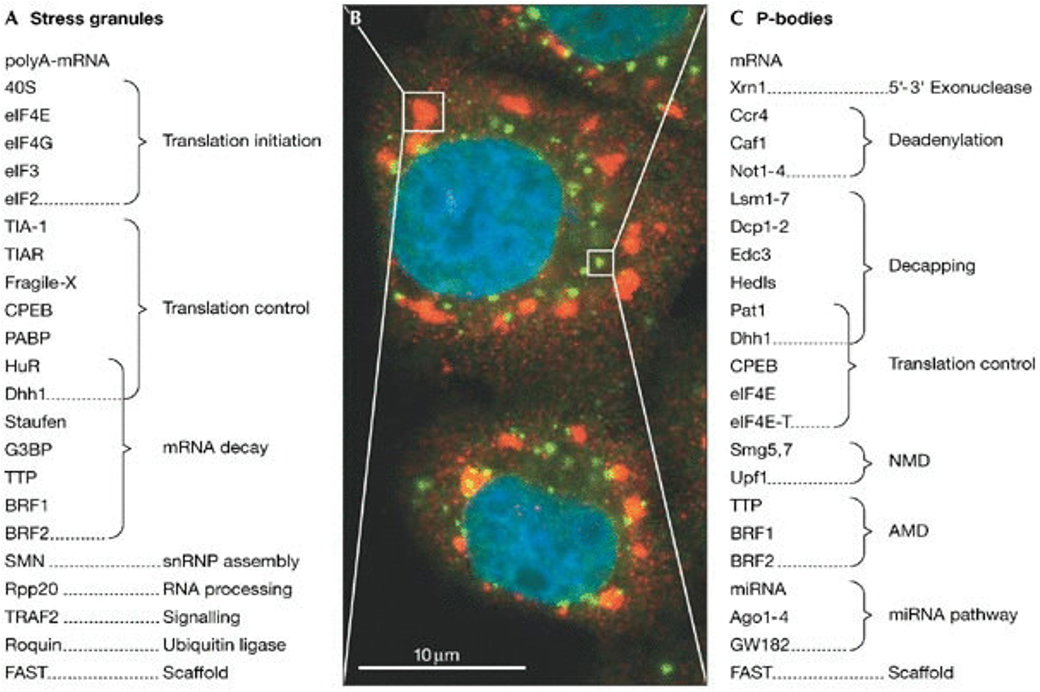 A Stress granules
polyA-mRNA
40S
eIF4E
eIF4G
eIF3
eIF2
Translation initiation
TIA-1
TIAR
Fragile-X
CPEB
PABP
HuR
Dhh1
Translation control
Staufen
G3BP
TTP
BRF1
BRF2
mRNA decay
SMN snRNP assembly
Rpp20 RNA processing
TRAF2 Signalling
Roquin Ubiquitin ligase
FAST Scaffold
B
10 µm
C P-bodies
mRNA
Xrn1 5'-3' Exonuclease
Ccr4
Caf1
Not1-4
Deadenylation
Lsm1-7
Dcp1-2
Edc3
Hedls
Pat1
Dhh1
Decapping
CPEB
eIF4E
eIF4E-T
Translation control
Smg5,7
Upf1
NMD
TTP
BRF1
BRF2
AMD
miRNA
Ago1-4
GW182
miRNA pathway
FAST Scaffold